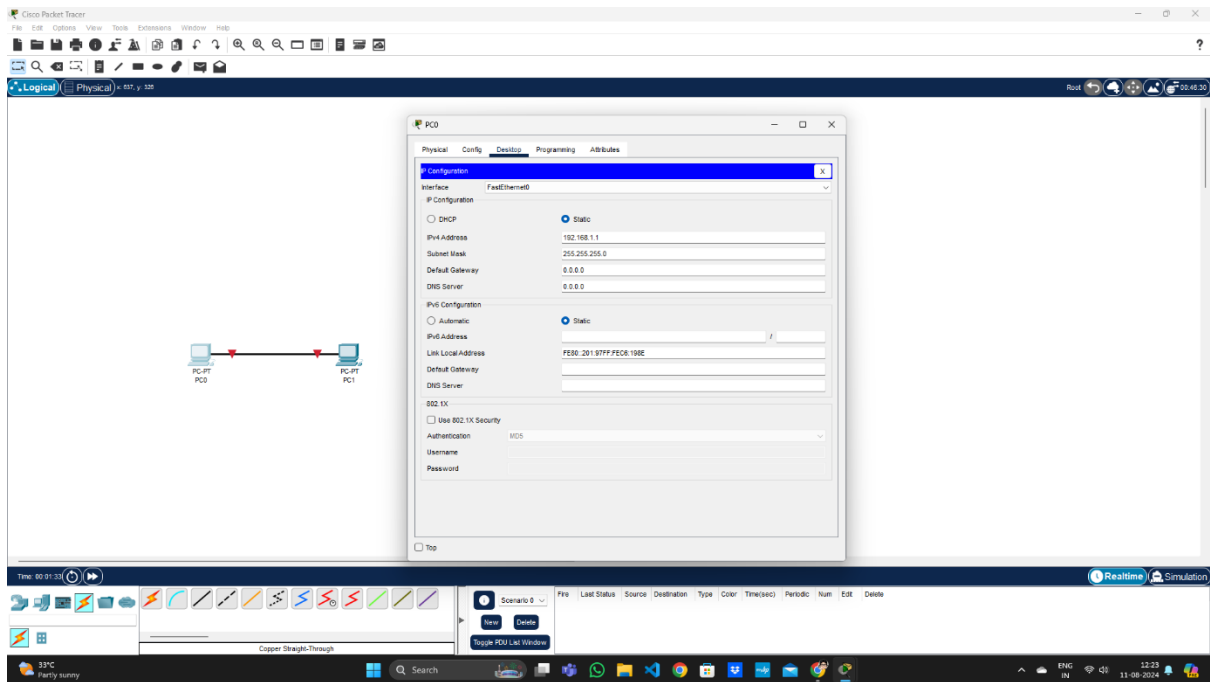 Cisco Packet Tracer
File Edit Options View Tools Extensions Window Help
?
Logical Physical x: 637, y: 326 Root 00:46:30
PC0
Physical Config Desktop Programming Attributes
IP Configuration X
Interface FastEthernet0
IP Configuration
DHCP Static
IPv4 Address 192.168.1.1
Subnet Mask 255.255.255.0
Default Gateway 0.0.0.0
DNS Server 0.0.0.0
IPv6 Configuration
Automatic Static
IPv6 Address /
Link Local Address FE80::201:97FF:FEC6:198E
Default Gateway
DNS Server
802.1X
Use 802.1X Security
Authentication MD5
Username
Password
Top
PC-PT
PC0
PC-PT
PC1
Time: 00:01:33 Realtime Simulation
Scenario 0 Fire Last Status Source Destination Type Color Time(sec) Periodic Num Edit Delete
New Delete
Toggle PDU List Window
Copper Straight-Through
33°C
Partly sunny
Search
ENG
IN
12:23
11-08-2024